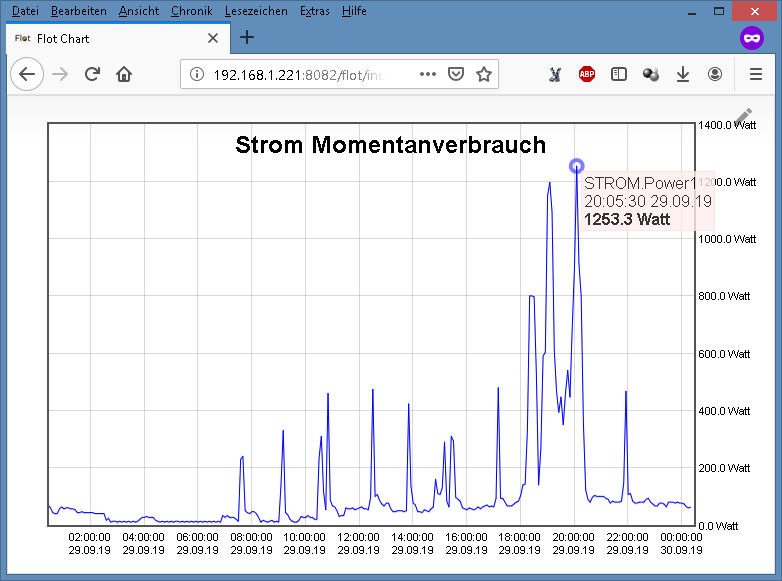 Datei Bearbeiten Ansicht Chronik Lesezeichen Extras Hilfe
Flot Flot Chart
192.168.1.221:8082/flot/in
ABP
Strom Momentanverbrauch
1400.0 Watt
STROM.Power1
1200.0 Watt
20:05:30 29.09.19
1253.3 Watt
1000.0 Watt
800.0 Watt
600.0 Watt
400.0 Watt
200.0 Watt
0.0 Watt
02:00:00 04:00:00 06:00:00 08:00:00 10:00:00 12:00:00 14:00:00 16:00:00 18:00:00 20:00:00 22:00:00 00:00:00
29.09.19 29.09.19 29.09.19 29.09.19 29.09.19 29.09.19 29.09.19 29.09.19 29.09.19 29.09.19 29.09.19 30.09.19